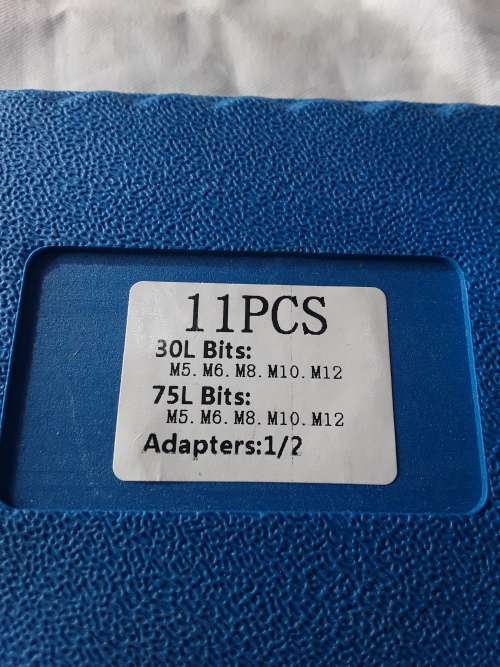 11PCS
30L Bits:
M5. M6. M8. M10. M12
75L Bits:
M5. M6. M8. M10. M12
Adapters:1/2